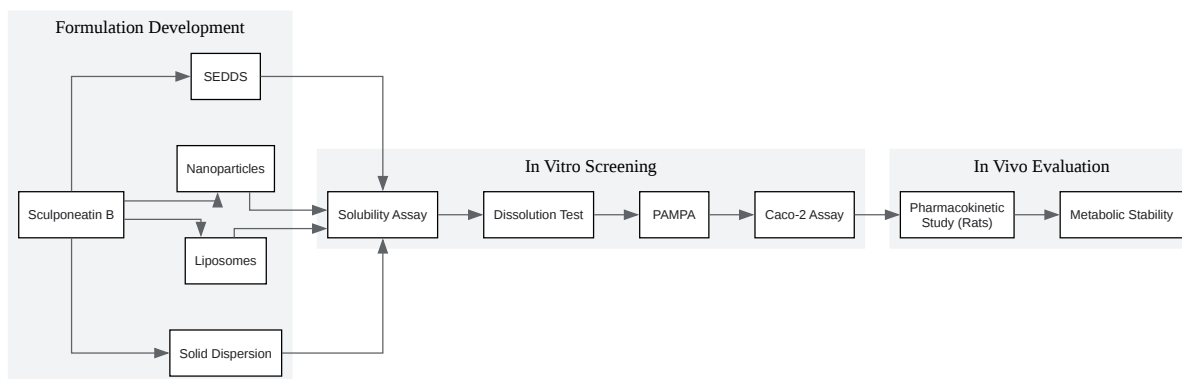 Formulation Development
SEDDS
Nanoparticles
Sculponeatin B
Liposomes
Solid Dispersion
In Vitro Screening
Solubility Assay
Dissolution Test
PAMPA
Caco-2 Assay
In Vivo Evaluation
Pharmacokinetic
Study (Rats)
Metabolic Stability